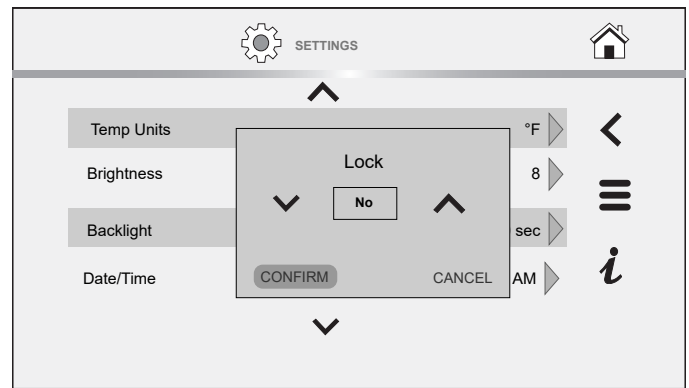 SETTINGS
Temp Units °F
Lock
Brightness 8
No
Backlight sec
CONFIRM CANCEL
Date/Time AM
i